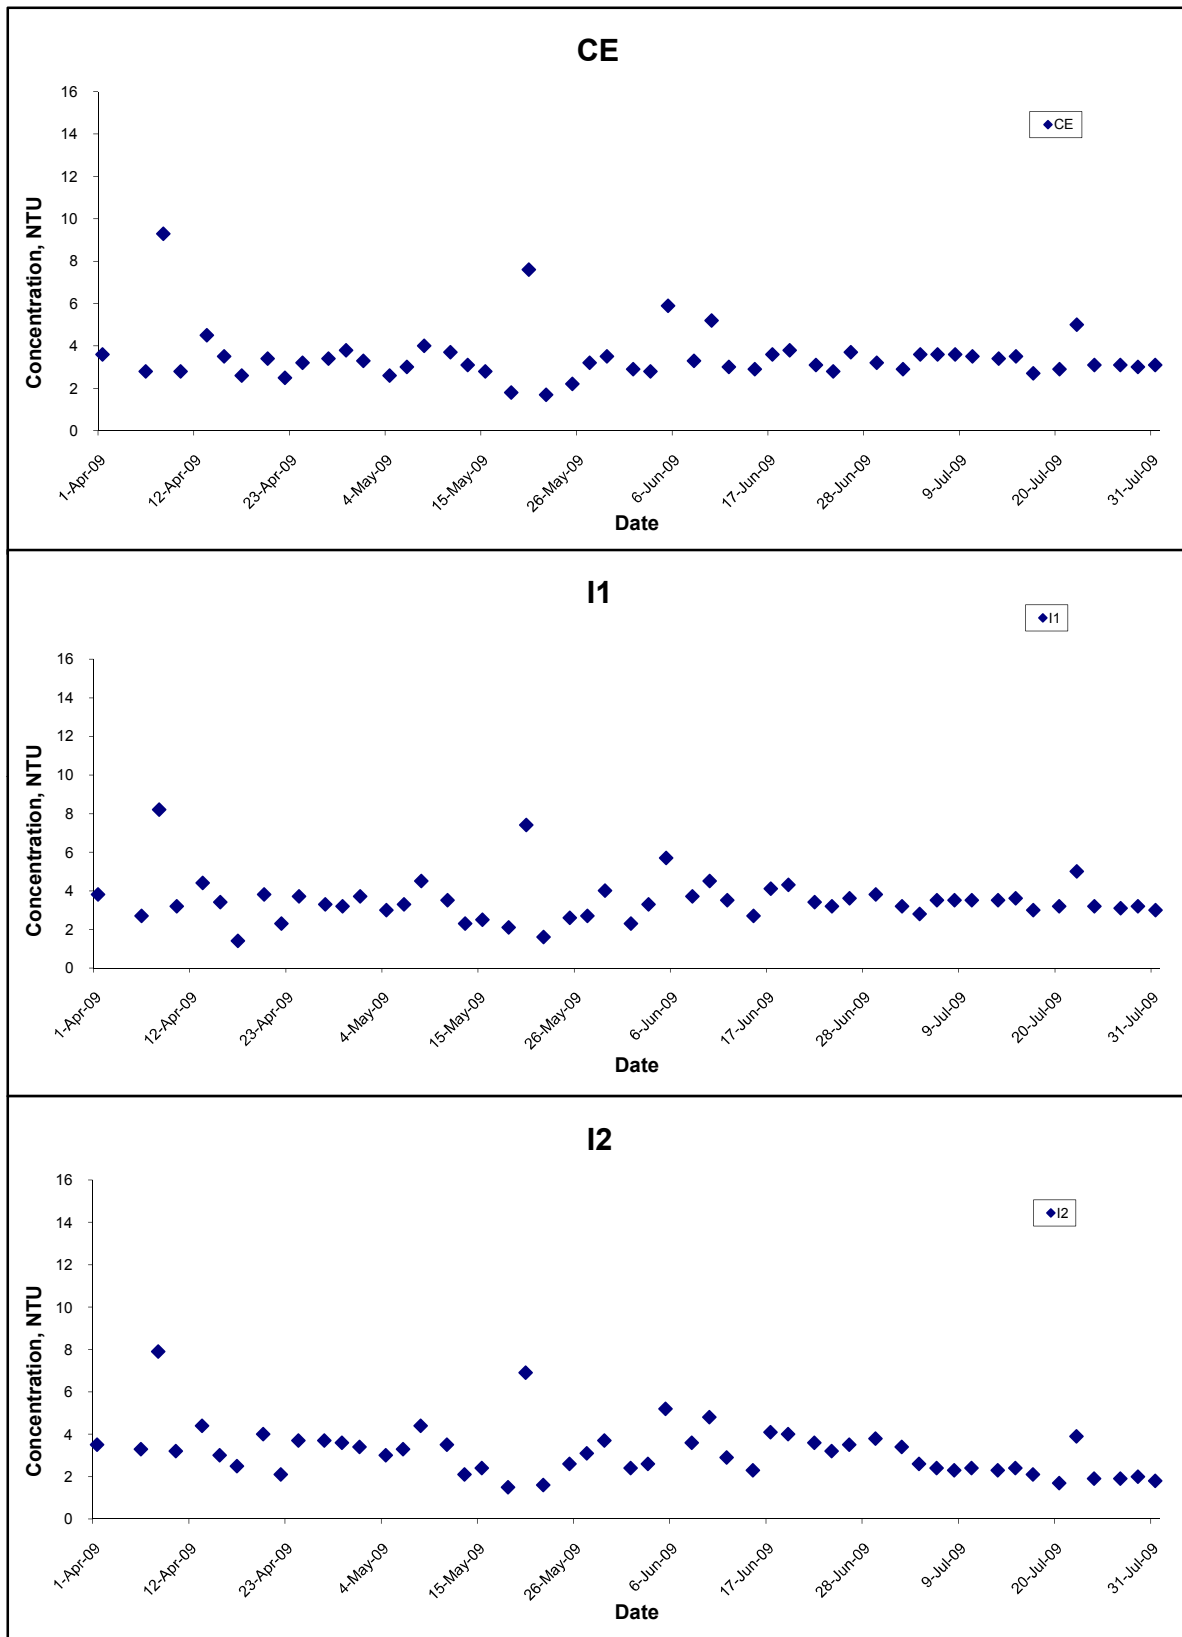 CE
16
14
12
10
8
6
4
2
0
Concentration, NTU
CE
1-Apr-09
12-Apr-09
23-Apr-09
4-May-09
15-May-09
26-May-09
6-Jun-09
17-Jun-09
28-Jun-09
9-Jul-09
20-Jul-09
31-Jul-09
Date
I1
I1
16
14
12
10
8
6
4
2
0
Concentration, NTU
1-Apr-09
12-Apr-09
23-Apr-09
4-May-09
15-May-09
26-May-09
6-Jun-09
17-Jun-09
28-Jun-09
9-Jul-09
20-Jul-09
31-Jul-09
Date
I2
16
14
12
10
8
6
4
2
0
Concentration, NTU
I2
1-Apr-09
12-Apr-09
23-Apr-09
4-May-09
15-May-09
26-May-09
6-Jun-09
17-Jun-09
28-Jun-09
9-Jul-09
20-Jul-09
31-Jul-09
Date